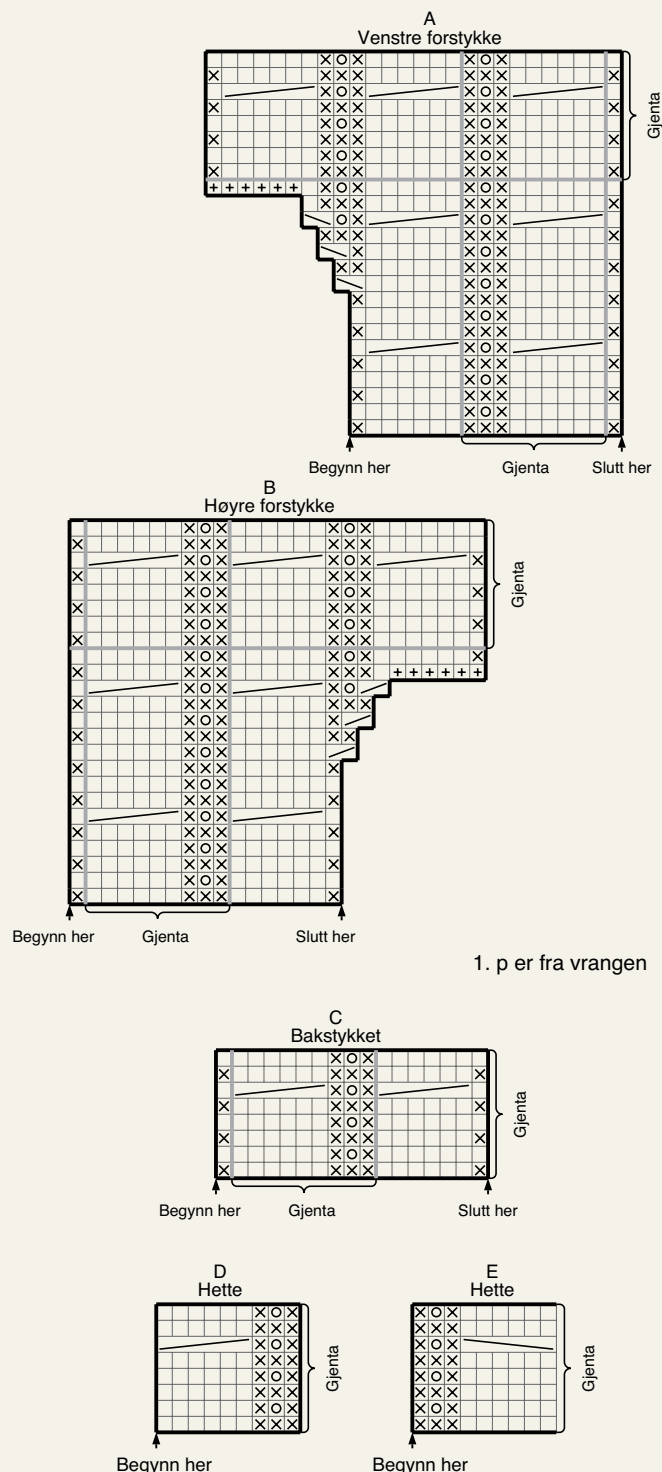 A
Venstre forstykke
Gjenta
Begynn her
Gjenta
Slutt her
B
Høyre forstykke
Gjenta
Begynn her
Gjenta
Slutt her
1. p er fra vrangen
C
Bakstykket
Gjenta
Begynn her
Gjenta
Slutt her
D
Hette
Gjenta
Begynn her
E
Hette
Gjenta
Begynn her